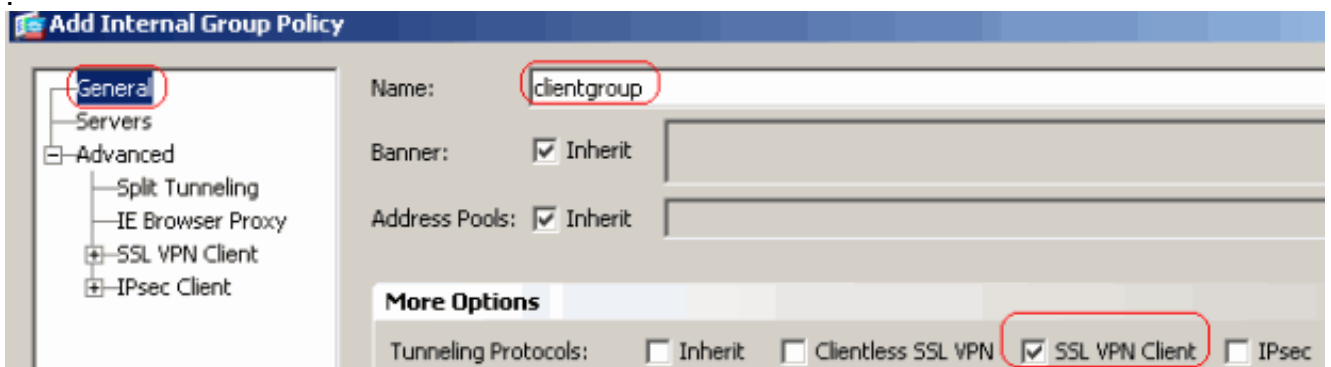 Add Internal Group Policy
General
Servers
Advanced
Split Tunneling
IE Browser Proxy
SSL VPN Client
IPsec Client
Name: clientgroup
Banner: Inherit
Address Pools: Inherit
More Options
Tunneling Protocols: Inherit Clientless SSL VPN SSL VPN Client IPsec